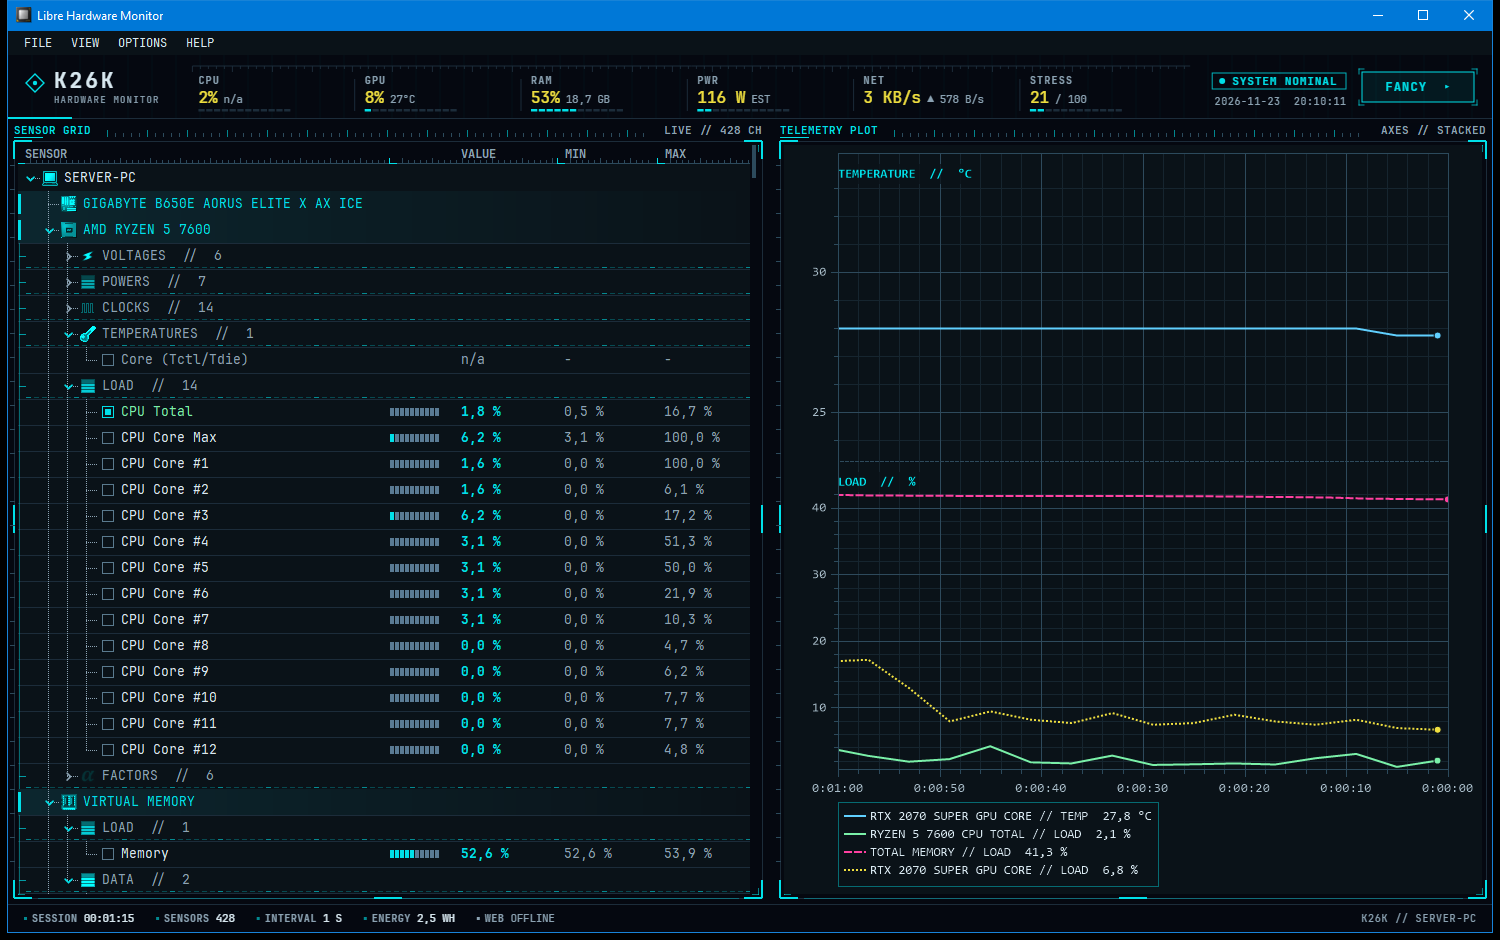 Libre Hardware Monitor
FILE VIEW OPTIONS HELP
K26K
HARDWARE MONITOR
CPU
2% n/a
GPU
8% 27°C
RAM
53% 18,7 GB
PWR
116 W EST
NET
3 KB/s ▲ 578 B/s
STRESS
21 / 100
SYSTEM NOMINAL
2026-11-23 20:10:11
FANCY
SENSOR GRID
LIVE // 428 CH
SENSOR VALUE MIN MAX
SERVER-PC
GIGABYTE B650E AORUS ELITE X AX ICE
AMD RYZEN 5 7600
VOLTAGES // 6
POWERS // 7
CLOCKS // 14
TEMPERATURES // 1
Core (Tctl/Tdie) n/a - -
LOAD // 14
CPU Total 1,8 % 0,5 % 16,7 %
CPU Core Max 6,2 % 3,1 % 100,0 %
CPU Core #1 1,6 % 0,0 % 100,0 %
CPU Core #2 1,6 % 0,0 % 6,1 %
CPU Core #3 6,2 % 0,0 % 17,2 %
CPU Core #4 3,1 % 0,0 % 51,3 %
CPU Core #5 3,1 % 0,0 % 50,0 %
CPU Core #6 3,1 % 0,0 % 21,9 %
CPU Core #7 3,1 % 0,0 % 10,3 %
CPU Core #8 0,0 % 0,0 % 4,7 %
CPU Core #9 0,0 % 0,0 % 6,2 %
CPU Core #10 0,0 % 0,0 % 7,7 %
CPU Core #11 0,0 % 0,0 % 7,7 %
CPU Core #12 0,0 % 0,0 % 4,8 %
α FACTORS // 6
VIRTUAL MEMORY
LOAD // 1
Memory 52,6 % 52,6 % 53,9 %
DATA // 2
TELEMETRY PLOT
AXES // STACKED
TEMPERATURE // °C
30
25
LOAD // %
40
30
20
10
0:01:00 0:00:50 0:00:40 0:00:30 0:00:20 0:00:10 0:00:00
RTX 2070 SUPER GPU CORE // TEMP 27,8 °C
RYZEN 5 7600 CPU TOTAL // LOAD 2,1 %
TOTAL MEMORY // LOAD 41,3 %
RTX 2070 SUPER GPU CORE // LOAD 6,8 %
SESSION 00:01:15 SENSORS 428 INTERVAL 1 S ENERGY 2,5 WH WEB OFFLINE
K26K // SERVER-PC